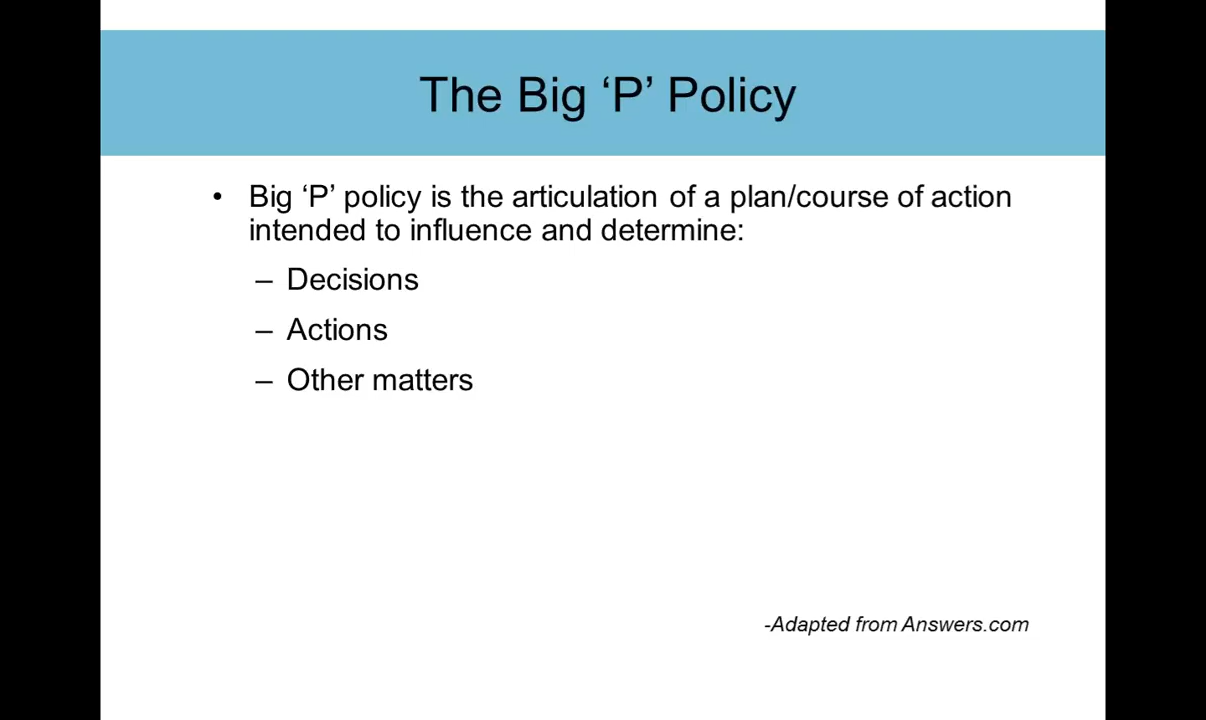 The Big ‘P’ Policy
• Big ‘P’ policy is the articulation of a plan/course of action
intended to influence and determine:
– Decisions
– Actions
– Other matters
-Adapted from Answers.com